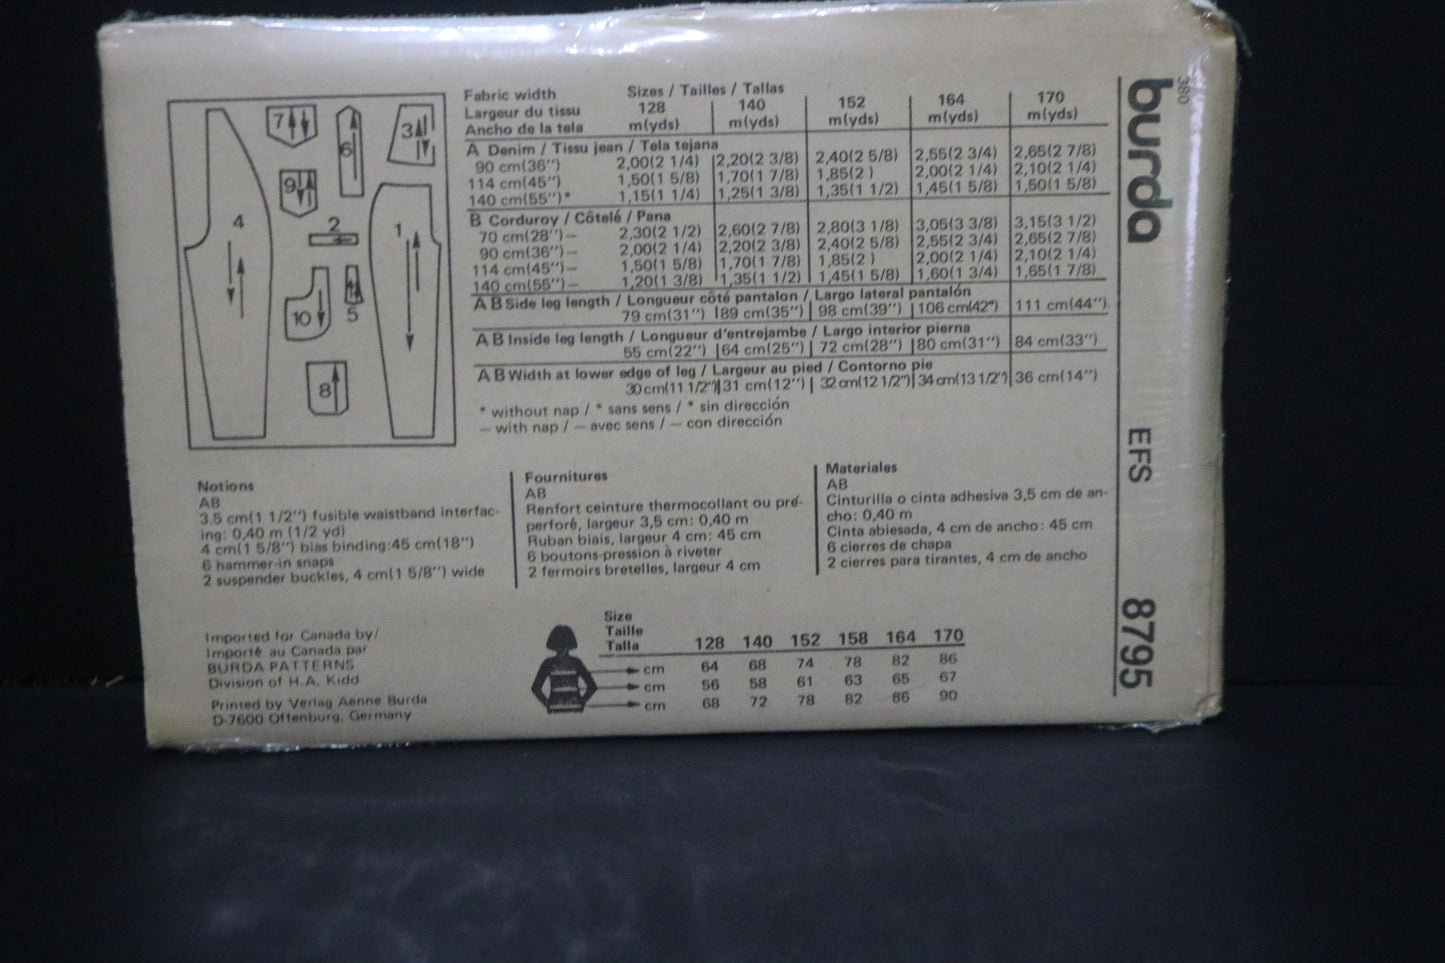 7
6
3
9
4
2
1
10
5
8
Fabric width Sizes / Tailles / Tallas
Largeur du tissu 128 140 152 164 170
Ancho de la tela m(yds) m(yds) m(yds) m(yds) m(yds)
A Denim / Tissu jean / Tela tejana
90 cm(36'') 2,00(2 1/4) 2,20(2 3/8) 2,40(2 5/8) 2,55(2 3/4) 2,65(2 7/8)
114 cm(45'') 1,50(1 5/8) 1,70(1 7/8) 1,85(2 ) 2,00(2 1/4) 2,10(2 1/4)
140 cm(55'')* 1,15(1 1/4) 1,25(1 3/8) 1,35(1 1/2) 1,45(1 5/8) 1,50(1 5/8)
B Corduroy / Côtelé / Pana
70 cm(28'')— 2,30(2 1/2) 2,60(2 7/8) 2,80(3 1/8) 3,05(3 3/8) 3,15(3 1/2)
90 cm(36'')— 2,00(2 1/4) 2,20(2 3/8) 2,40(2 5/8) 2,55(2 3/4) 2,65(2 7/8)
114 cm(45'')— 1,50(1 5/8) 1,70(1 7/8) 1,85(2 ) 2,00(2 1/4) 2,10(2 1/4)
140 cm(55'')— 1,20(1 3/8) 1,35(1 1/2) 1,45(1 5/8) 1,60(1 3/4) 1,65(1 7/8)
A B Side leg length / Longueur côté pantalon / Largo lateral pantalón
79 cm(31'') 89 cm(35'') 98 cm(39'') 106 cm(42'') 111 cm(44'').
A B Inside leg length / Longueur d'entrejambe / Largo interior pierna
55 cm(22'') 64 cm(25'') 72 cm(28'') 80 cm(31'') 84 cm(33'')
A B Width at lower edge of leg / Largeur au pied / Contorno pie
30 cm(11 1/2'') 31 cm(12'') 32 cm(12 1/2'') 34 cm(13 1/2'') 36 cm(14'')
* without nap / * sans sens / * sin dirección
— with nap / — avec sens / — con dirección
Notions
AB
3.5 cm(1 1/2'') fusible waistband interfac-
ing: 0,40 m (1/2 yd)
4 cm(1 5/8'') bias binding:45 cm(18'')
6 hammer-in snaps
2 suspender buckles, 4 cm(1 5/8'') wide
Fournitures
AB
Renfort ceinture thermocollant ou pré-
perforé, largeur 3,5 cm: 0,40 m
Ruban biais, largeur 4 cm: 45 cm
6 boutons-pression à riveter
2 fermoirs bretelles, largeur 4 cm
Materiales
AB
Cinturilla o cinta adhesiva 3,5 cm de an-
cho: 0,40 m
Cinta abiesada, 4 cm de ancho: 45 cm
6 cierres de chapa
2 cierres para tirantes, 4 cm de ancho
Imported for Canada by/
Importé au Canada par
BURDA PATTERNS
Division of H.A. Kidd
Printed by Verlag Aenne Burda
D-7600 Offenburg, Germany
Size
Taille
Talla 128 140 152 158 164 170
cm 64 68 74 78 82 86
cm 56 58 61 63 65 67
cm 68 72 78 82 86 90
380
burda
EFS
8795